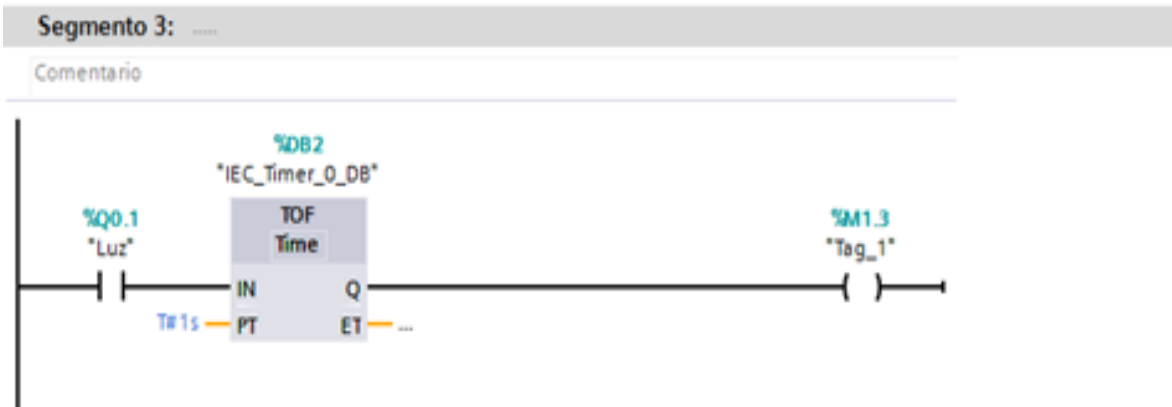 Segmento 3: .....
Comentario
%DB2
"IEC_Timer_0_DB"
TOF
Time
%Q0.1
"Luz"
IN
Q
T#1s
PT
ET
...
%M1.3
"Tag_1"